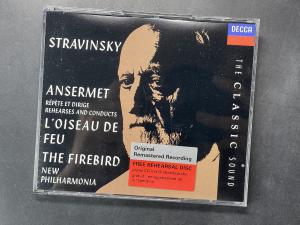 STRAVINSKY
DECCA
ANSERMET
RÉPÈTE ET DIRIGE
REHEARSES AND CONDUCTS
L'OISEAU DE
FEU
THE FIREBIRD
NEW
PHILHARMONIA
THE CLASSIC SOUND
Original
Remastered Recording
FREE REHEARSAL DISC